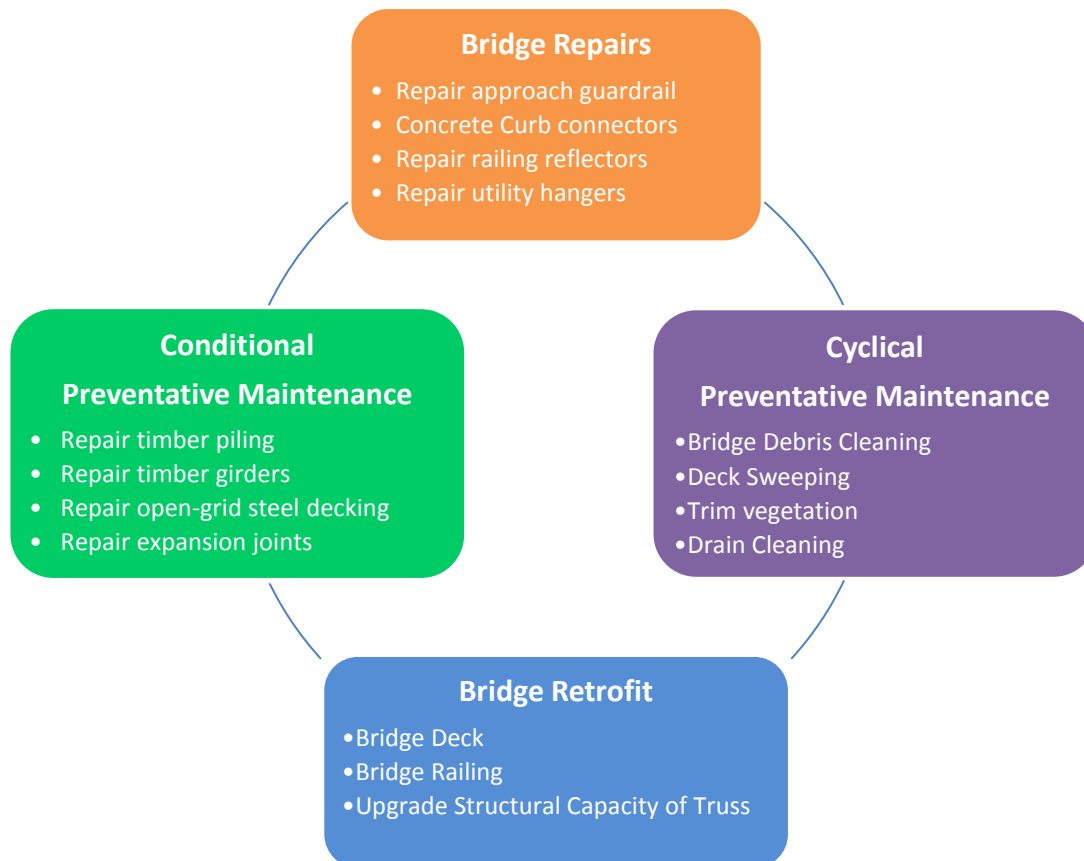 Bridge Repairs
• Repair approach guardrail
• Concrete Curb connectors
• Repair railing reflectors
• Repair utility hangers
Conditional
Preventative Maintenance
• Repair timber piling
• Repair timber girders
• Repair open-grid steel decking
• Repair expansion joints
Cyclical
Preventative Maintenance
•Bridge Debris Cleaning
•Deck Sweeping
•Trim vegetation
•Drain Cleaning
Bridge Retrofit
•Bridge Deck
•Bridge Railing
•Upgrade Structural Capacity of Truss